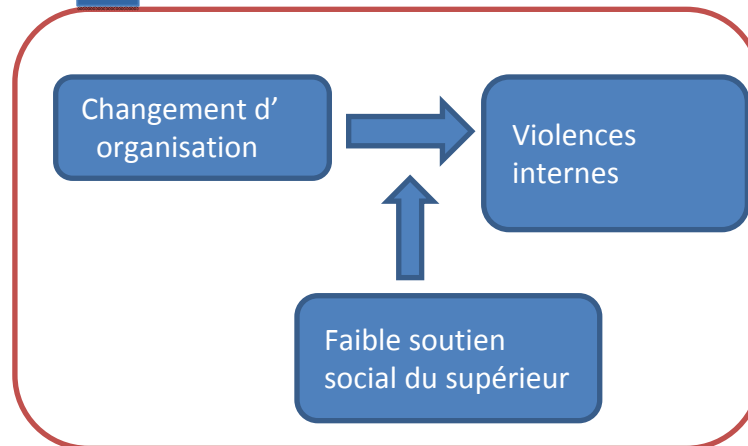 Changement d'
organisation
Violences
internes
Faible soutien
social du supérieur